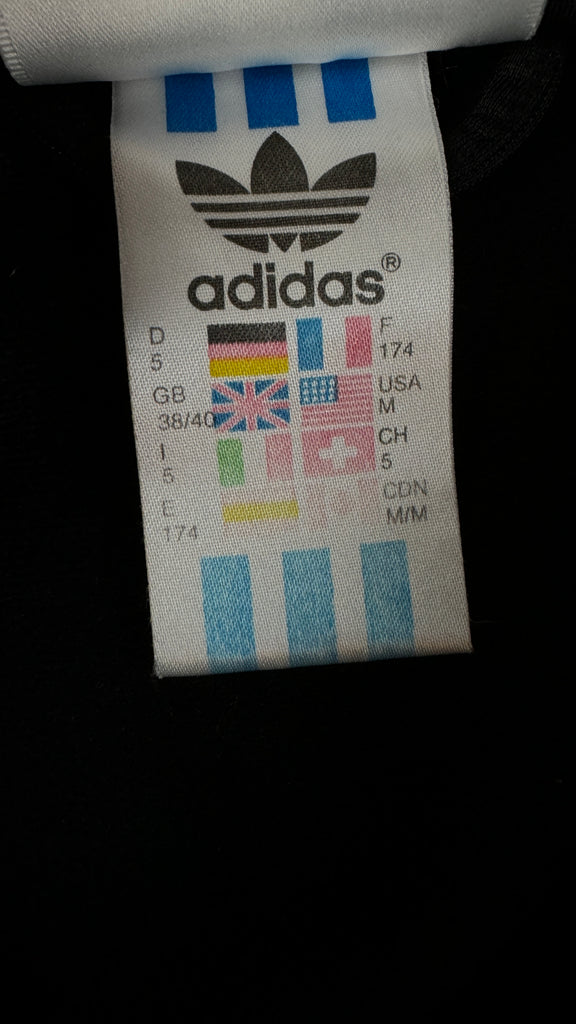 adidas®
D
5
F
174
GB
38/40
USA
M
I
5
CH
5
E
174
CDN
M/M